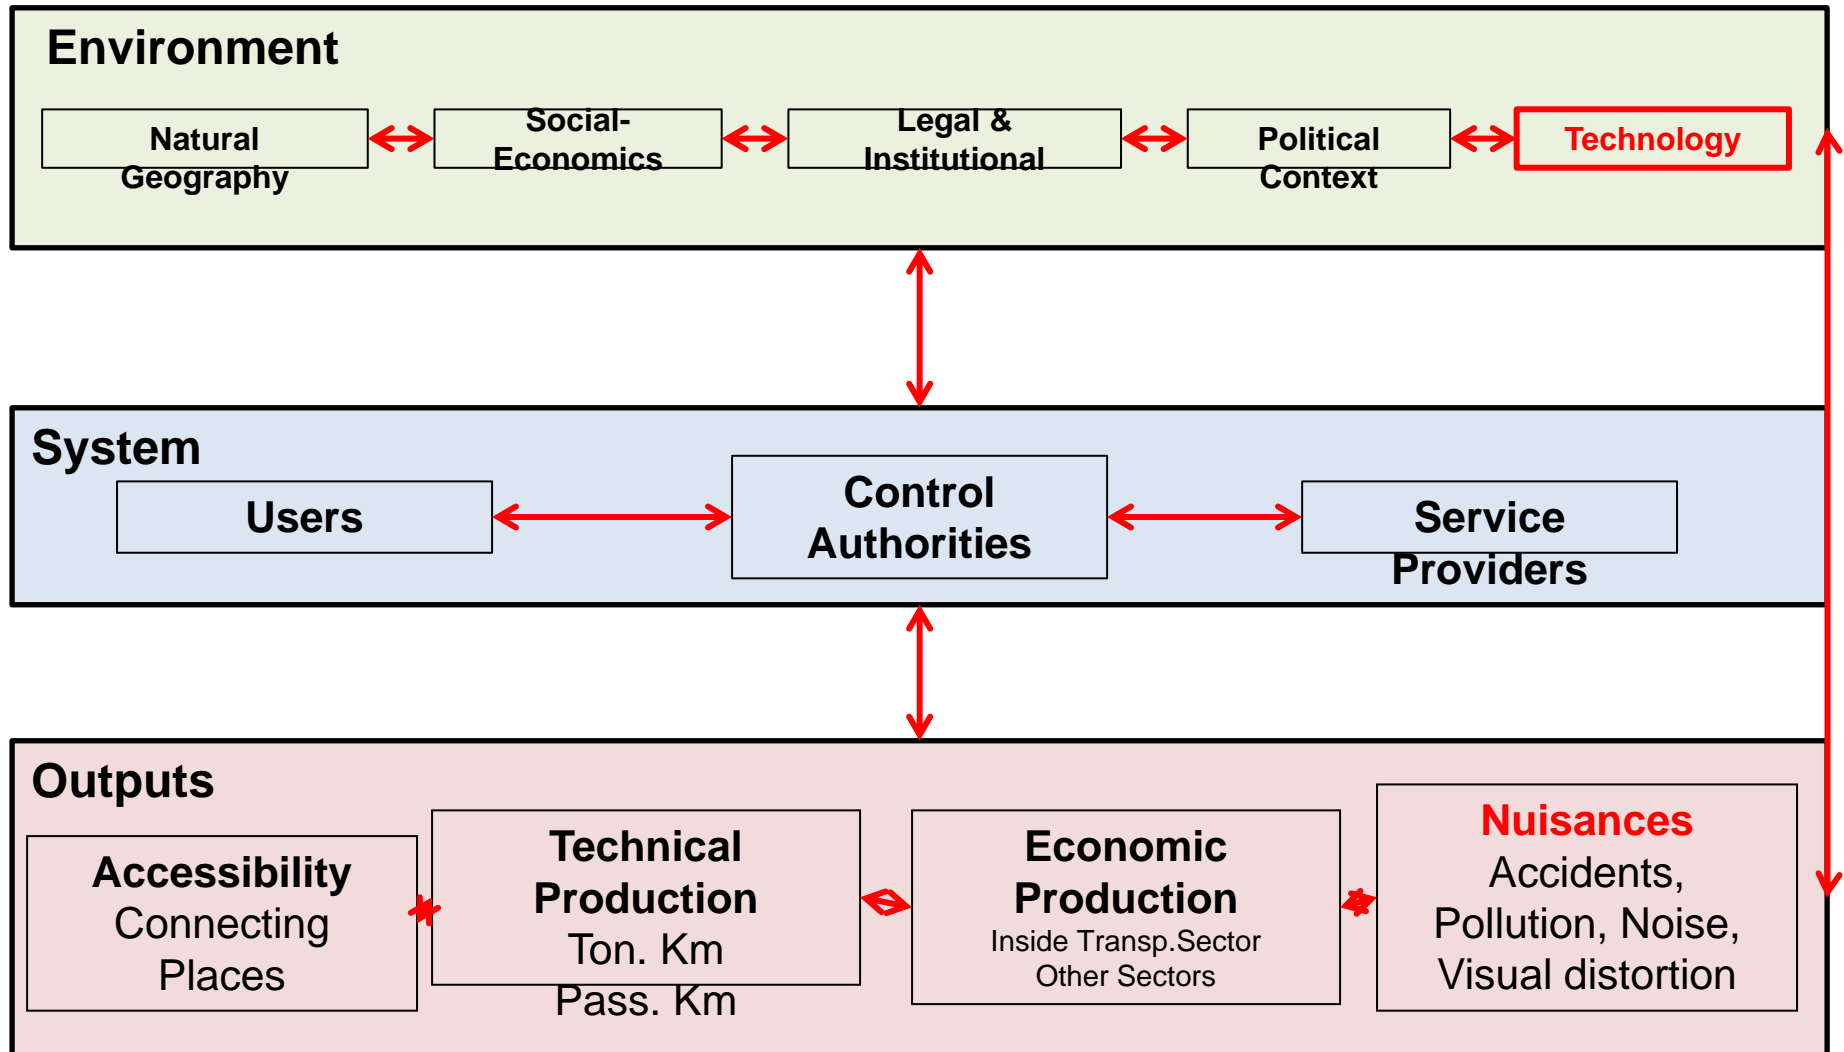 Environment
Natural
Geography
Social-
Economics
Legal &
Institutional
Political
Context
Technology
System
Users
Control
Authorities
Service
Providers
Outputs
Accessibility
Connecting
Places
Technical
Production
Ton. Km
Pass. Km
Economic
Production
Inside Transp.Sector
Other Sectors
Nuisances
Accidents,
Pollution, Noise,
Visual distortion